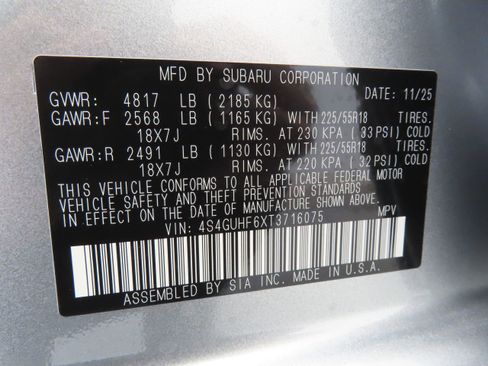 MFD BY SUBARU CORPORATION
GVWR: 4817 LB (2185 KG) DATE: 11/25
GAWR:F 2568 LB (1165 KG) WITH 225/55R18 TIRES.
18X7J RIMS. AT 230 KPA (33 PSI) COLD
GAWR:R 2491 LB (1130 KG) WITH 225/55R18 TIRES.
18X7J RIMS. AT 220 KPA (32 PSI) COLD
THIS VEHICLE CONFORMS TO ALL APPLICABLE FEDERAL MOTOR
VEHICLE SAFETY, BUMPER, AND THEFT PREVENTION STANDARDS
IN EFFECT ON THE DATE OF MANUFACTURE SHOWN ABOVE.
VIN: 4S4GUHF6XT3716075 MPV
ASSEMBLED BY SIA INC. MADE IN U.S.A.